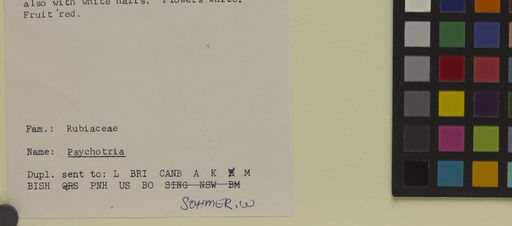 also with white hairs. Flowers white.
Fruit red.
Fam.: Rubiaceae
Name: Psychotria
Dupl. sent to: L BRI CANB A K M
BISH QRS PNH US BO SING NSW BM
SOHMER, W